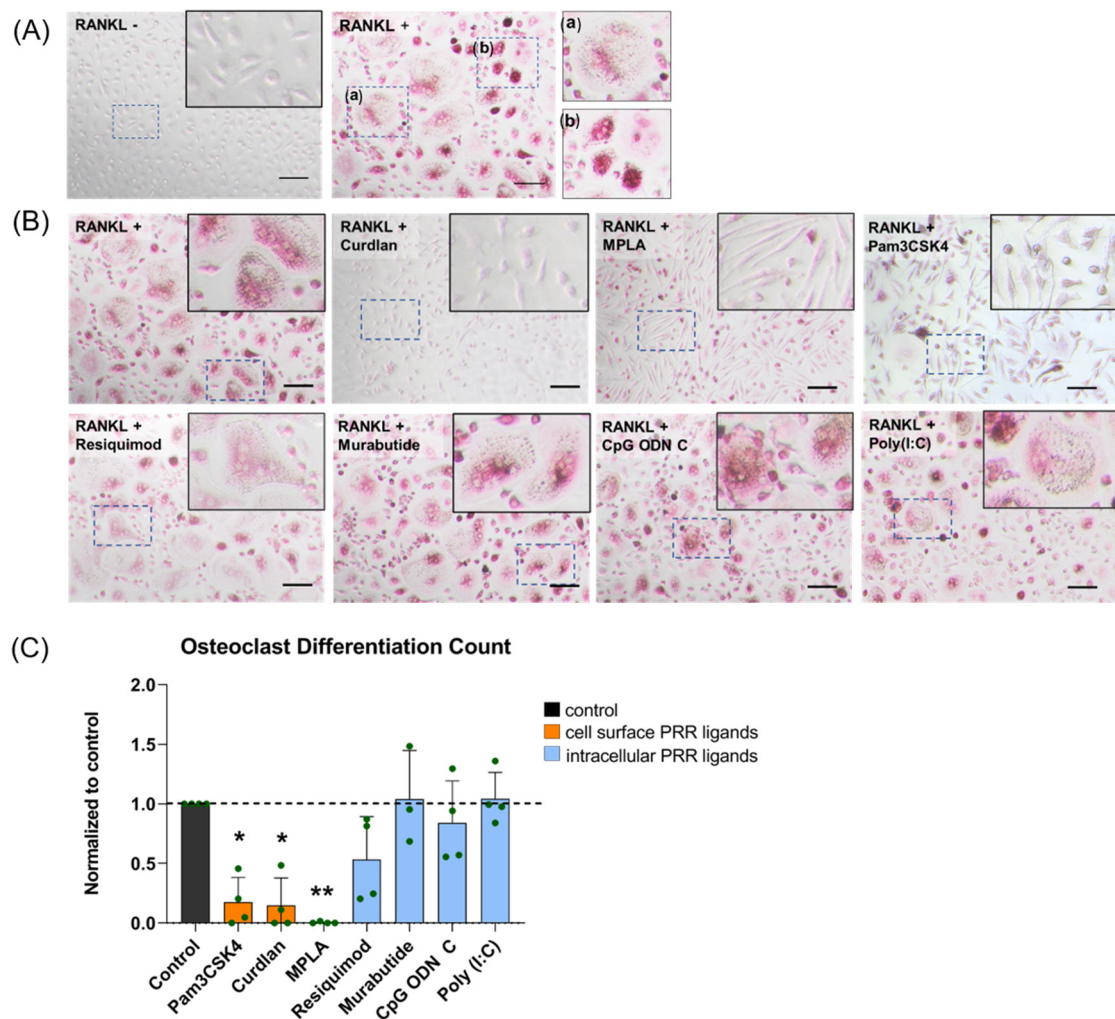 (A)
RANKL -
RANKL +
(a)
(b)
(a)
(b)
(B)
RANKL +
RANKL +
Curdlan
RANKL +
MPLA
RANKL +
Pam3CSK4
RANKL +
Resiquimod
RANKL +
Murabutide
RANKL +
CpG ODN C
RANKL +
Poly(I:C)
(C)
Osteoclast Differentiation Count
Normalized to control
2.0
1.5
1.0
0.5
0.0
*
*
**
control
cell surface PRR ligands
intracellular PRR ligands
Control
Pam3CSK4
Curdlan
MPLA
Resiquimod
Murabutide
CpG ODN C
Poly (I:C)